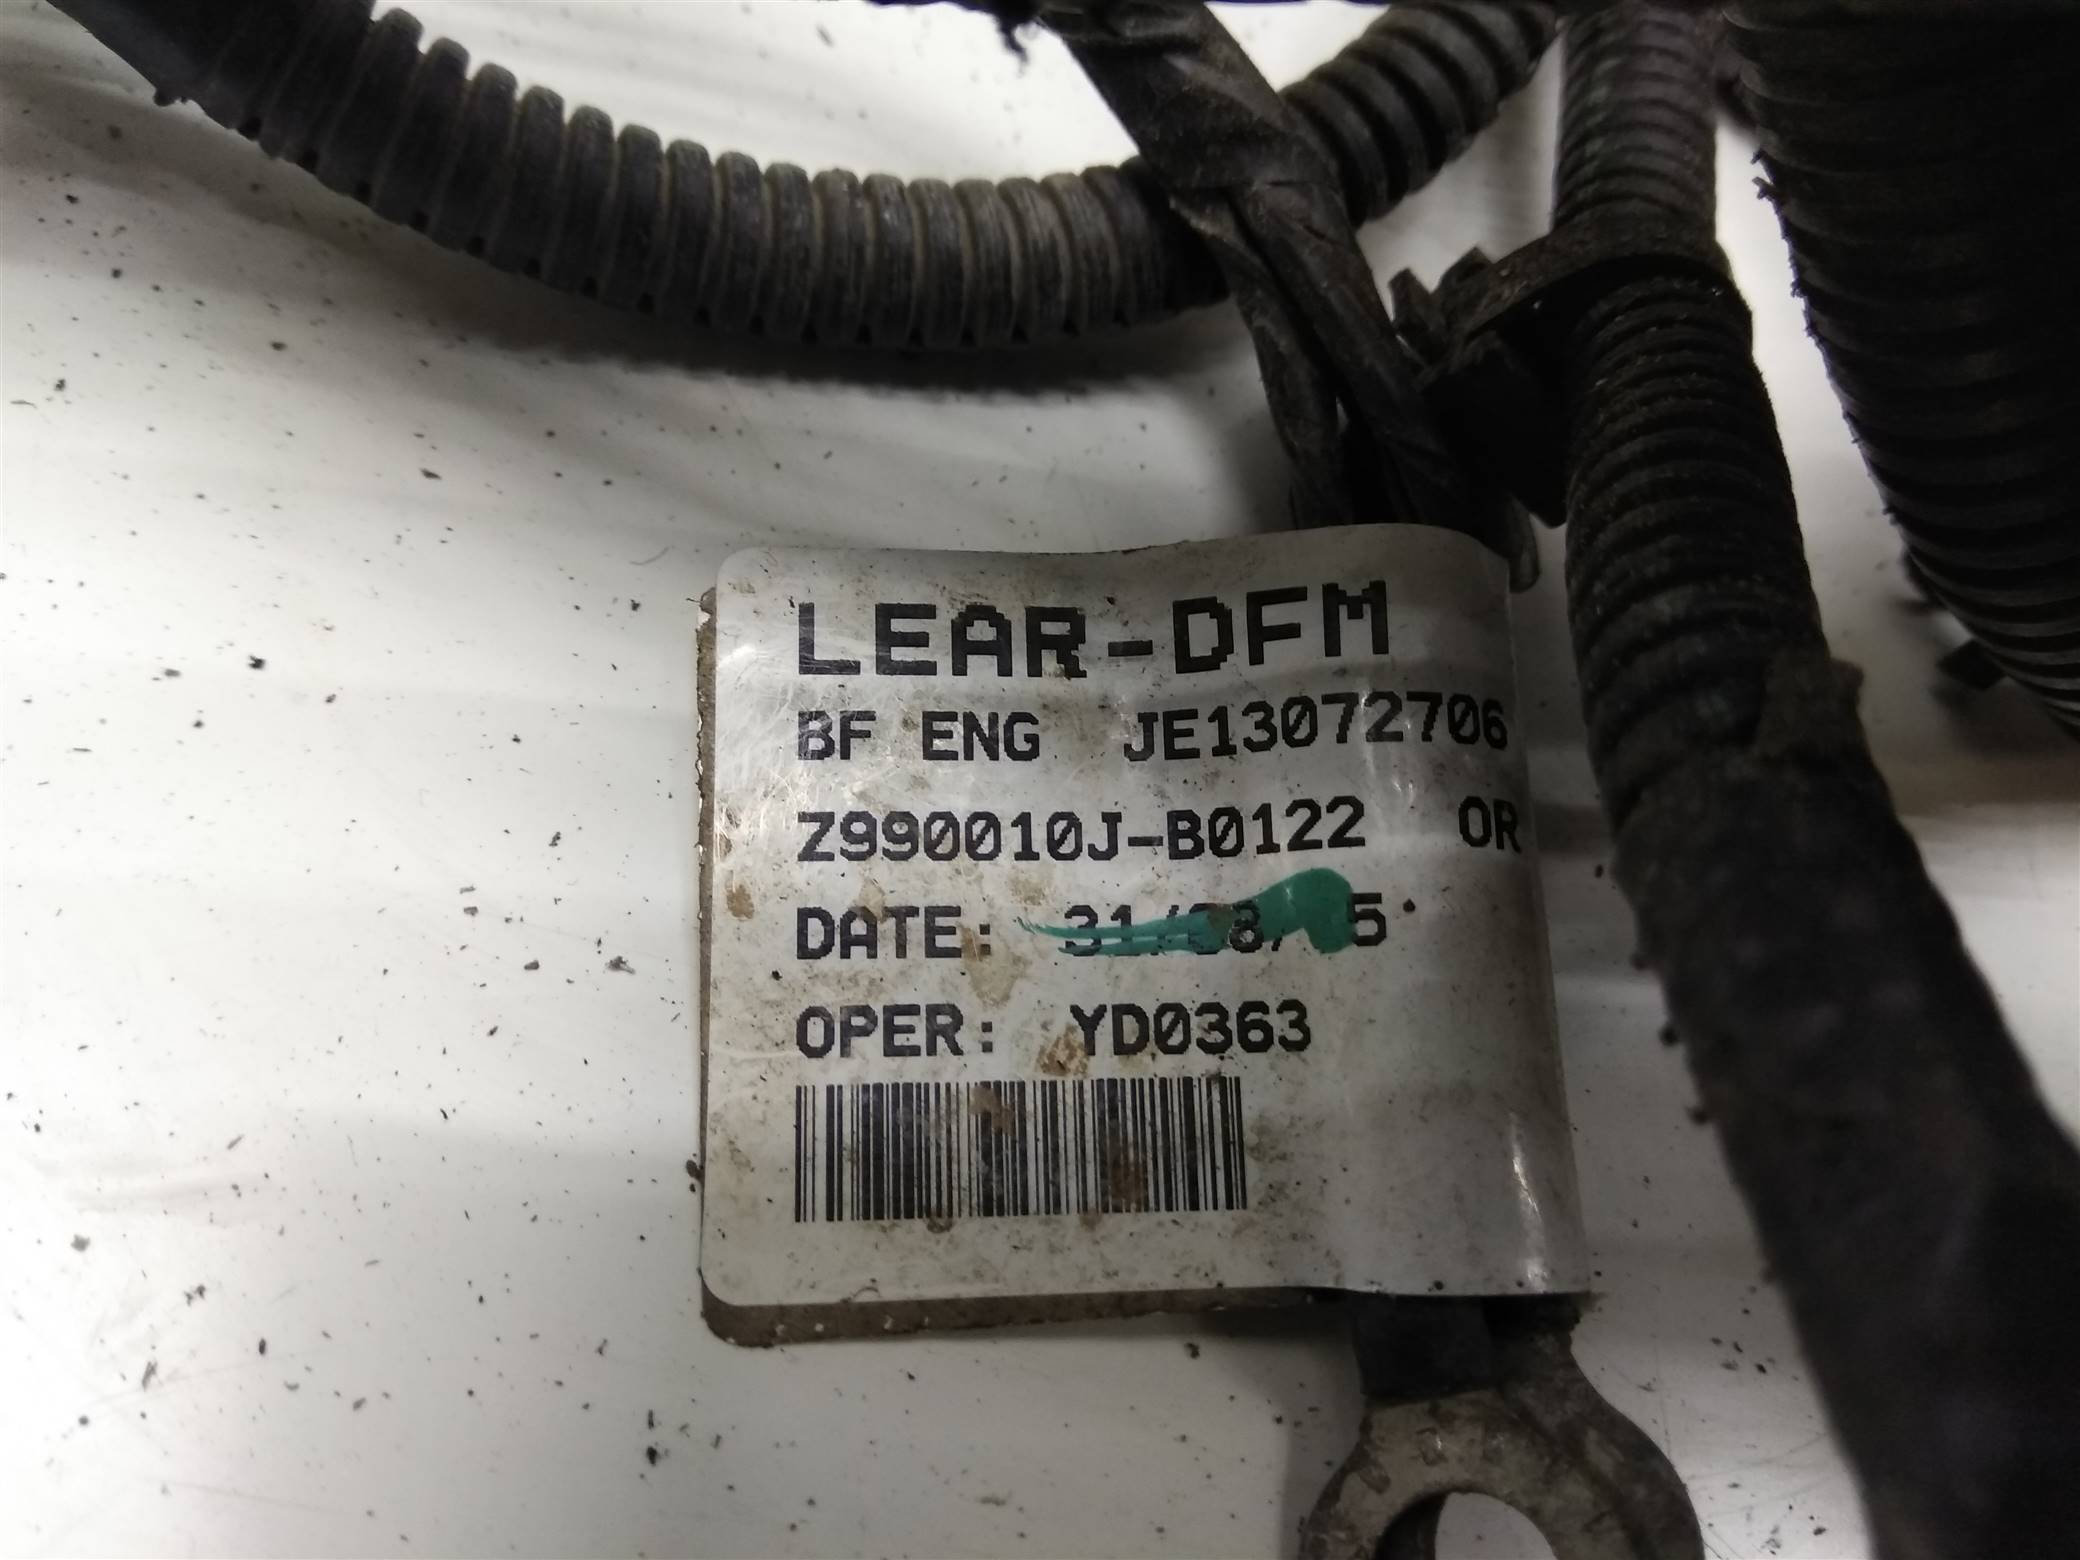 LEAR-DFM
BF ENG JE13072706
Z990010J-B0122 OR
DATE:
OPER: YD0363